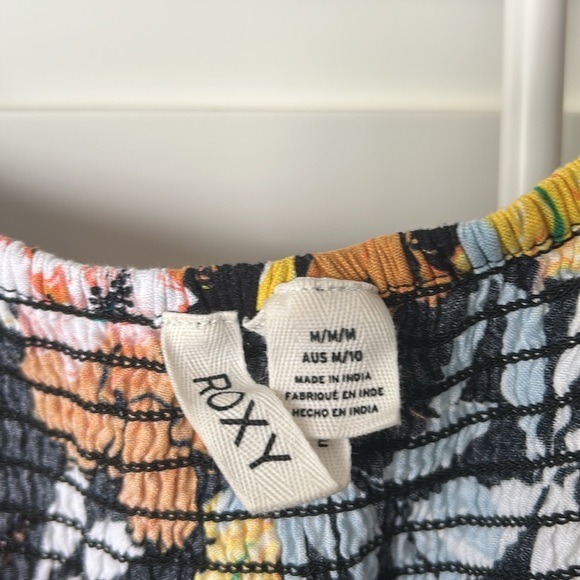 M/M/M
AUS M/10
MADE IN INDIA
FABRIQUÉ EN INDE
HECHO EN INDIA
ROXY